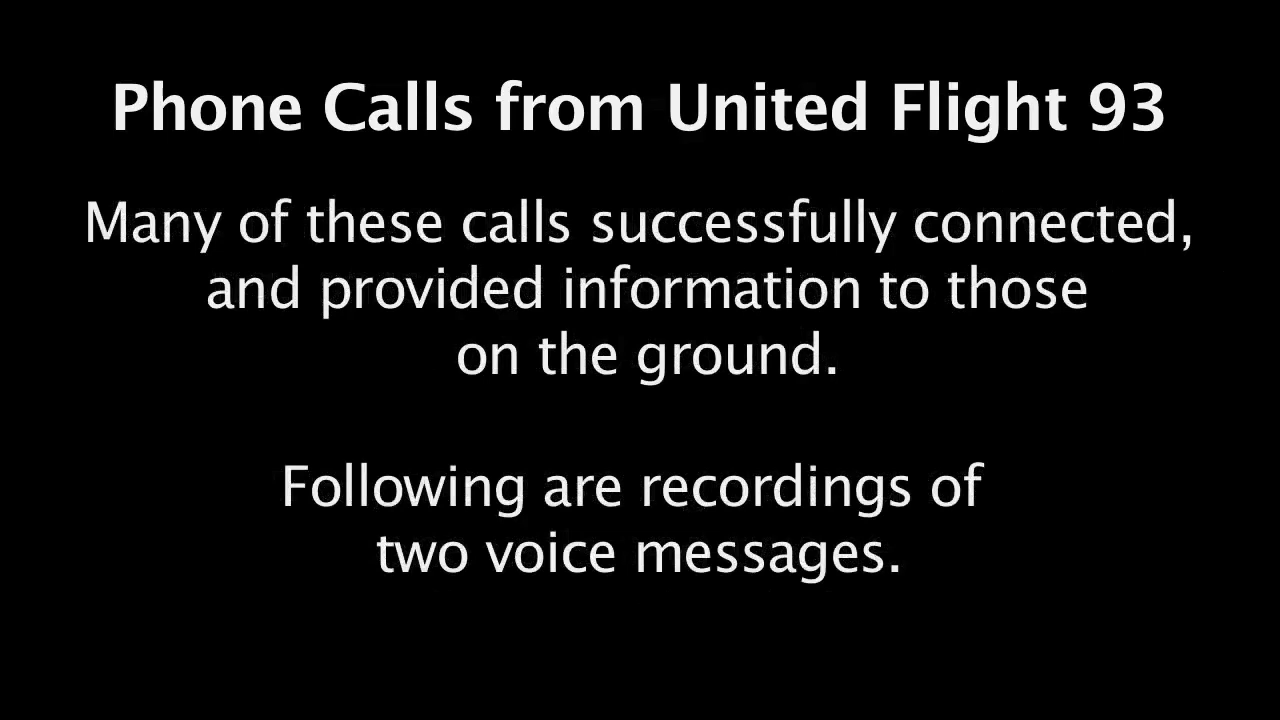 Phone Calls from United Flight 93
Many of these calls successfully connected,
and provided information to those
on the ground.
Following are recordings of
two voice messages.